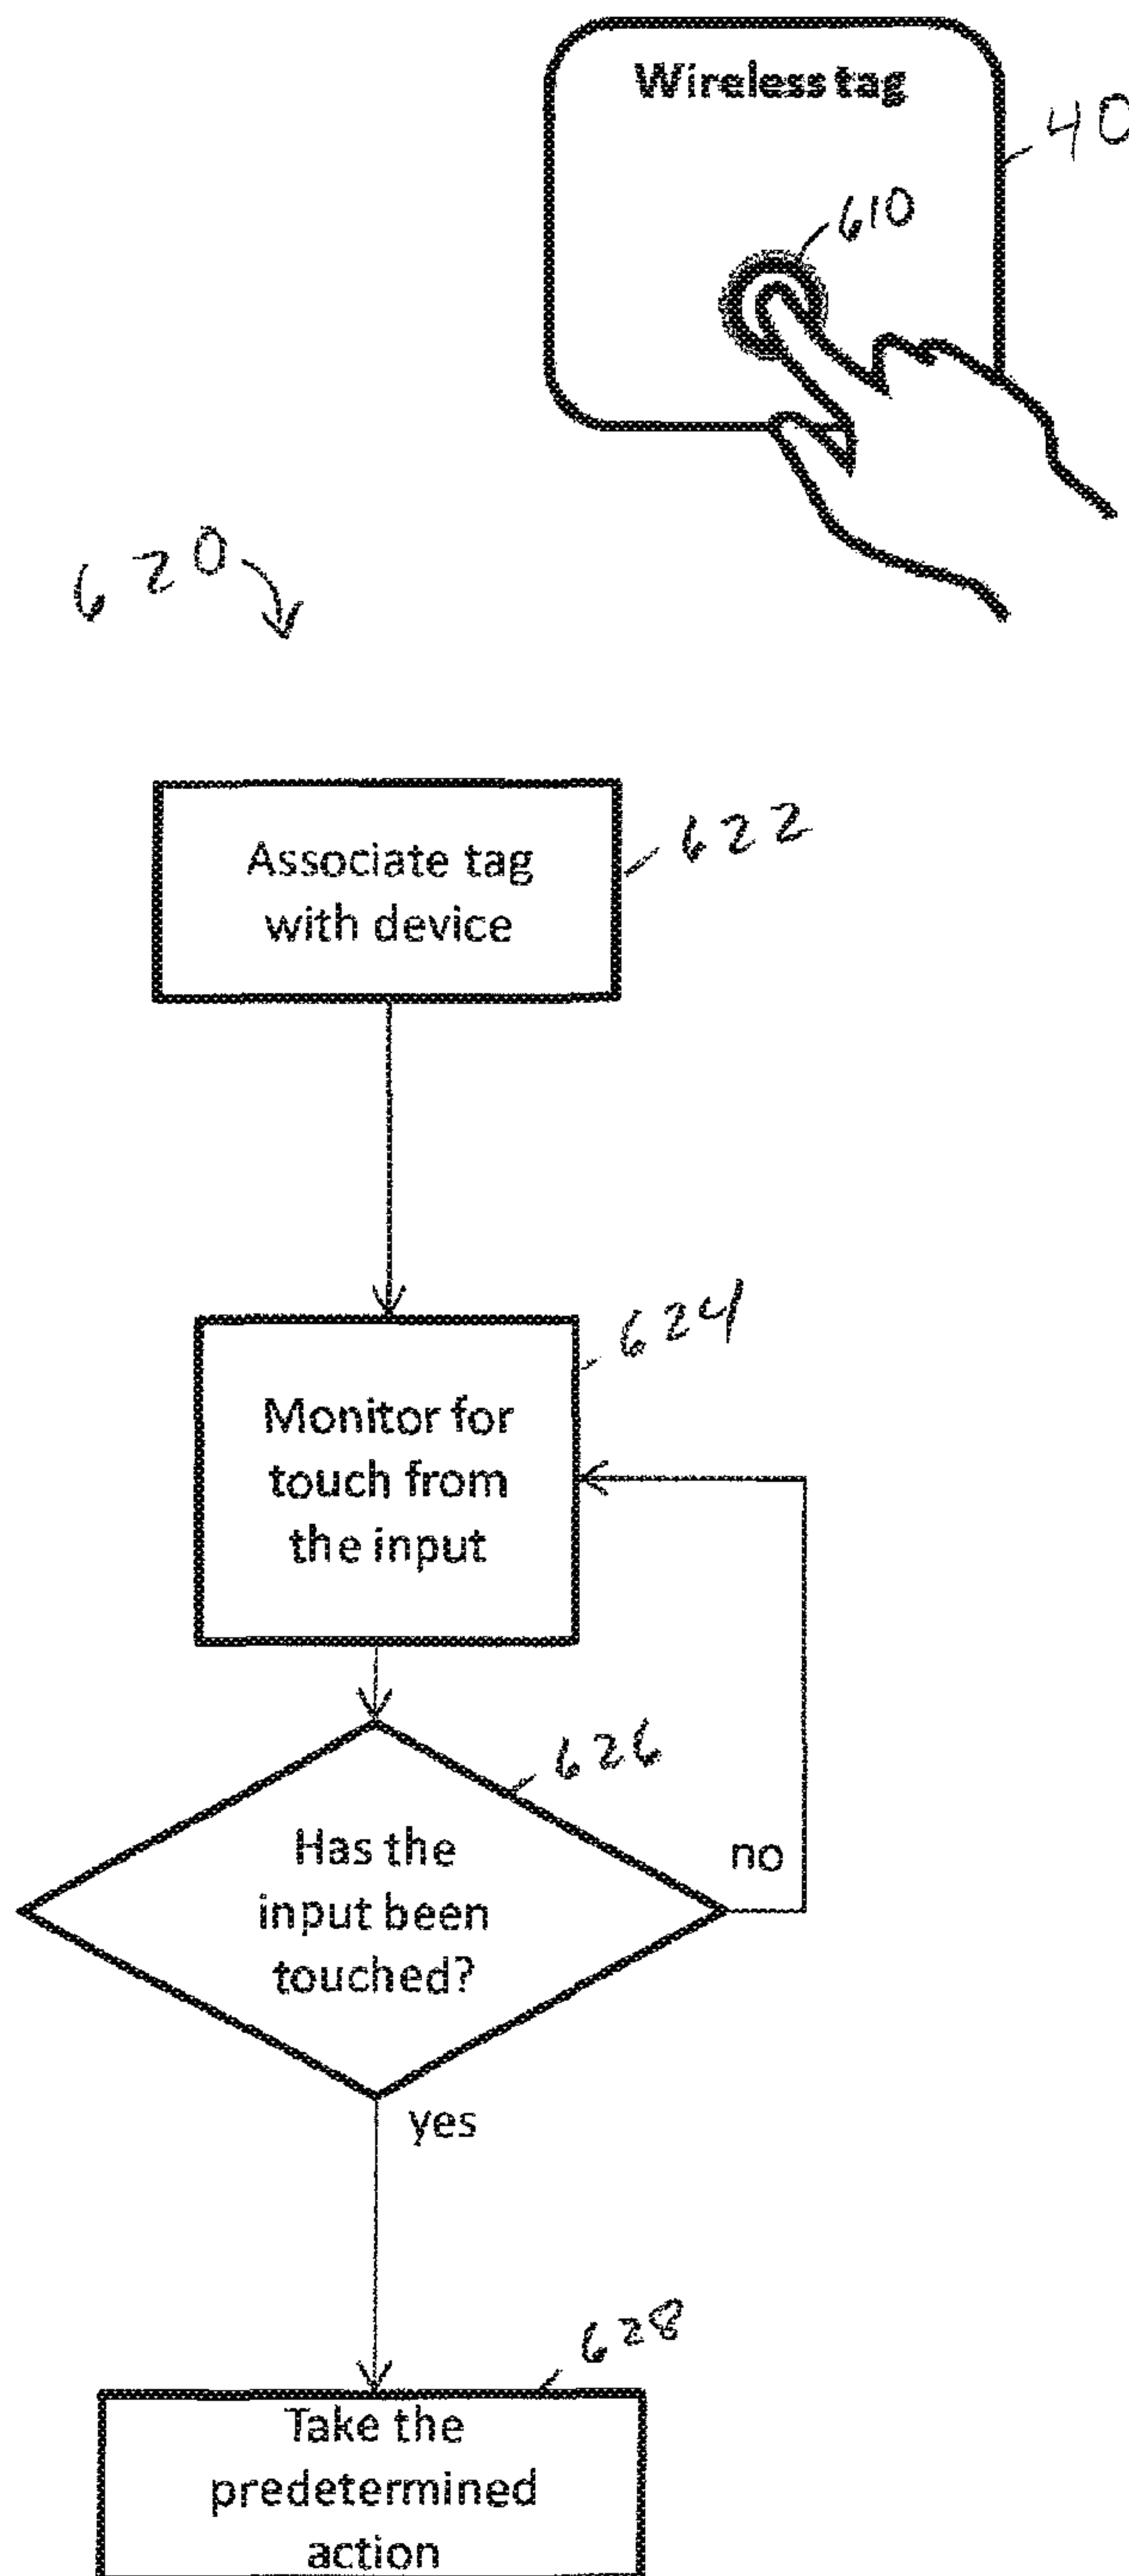 Wireless tag
40
610
620
Associate tag
with device
622
624
Monitor for
touch from
the input
626
Has the
input been
touched?
no
yes
628
Take the
predetermined
action